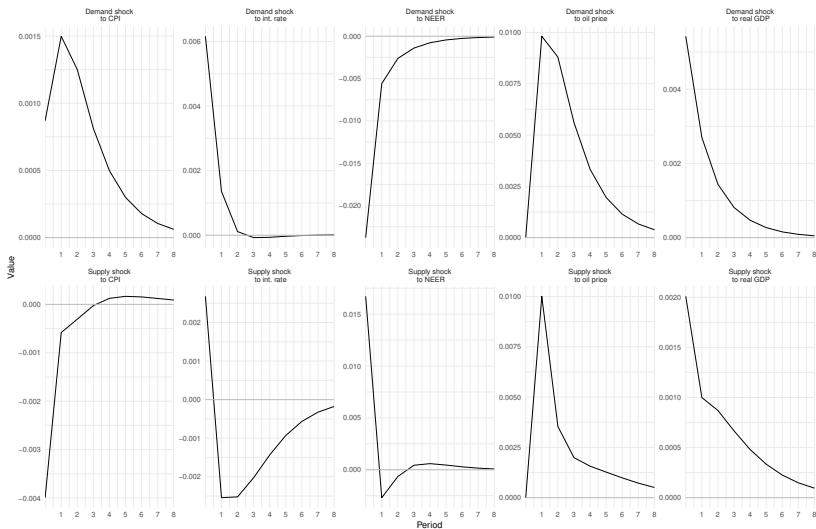 Demand shock
to CPI
Demand shock
to int. rate
Demand shock
to NEER
Demand shock
to oil price
Demand shock
to real GDP
0.0015
0.0010
0.0005
0.0000
0.006
0.004
0.002
0.000
0.000
−0.005
−0.010
−0.015
−0.020
0.0100
0.0075
0.0050
0.0025
0.0000
0.004
0.002
0.000
1 2 3 4 5 6 7 8
1 2 3 4 5 6 7 8
1 2 3 4 5 6 7 8
1 2 3 4 5 6 7 8
1 2 3 4 5 6 7 8
Value
Supply shock
to CPI
Supply shock
to int. rate
Supply shock
to NEER
Supply shock
to oil price
Supply shock
to real GDP
0.000
−0.001
−0.002
−0.003
−0.004
0.002
0.001
0.000
−0.001
−0.002
0.015
0.010
0.005
0.000
0.0100
0.0075
0.0050
0.0025
0.0000
0.0020
0.0015
0.0010
0.0005
0.0000
1 2 3 4 5 6 7 8
1 2 3 4 5 6 7 8
1 2 3 4 5 6 7 8
1 2 3 4 5 6 7 8
1 2 3 4 5 6 7 8
Period